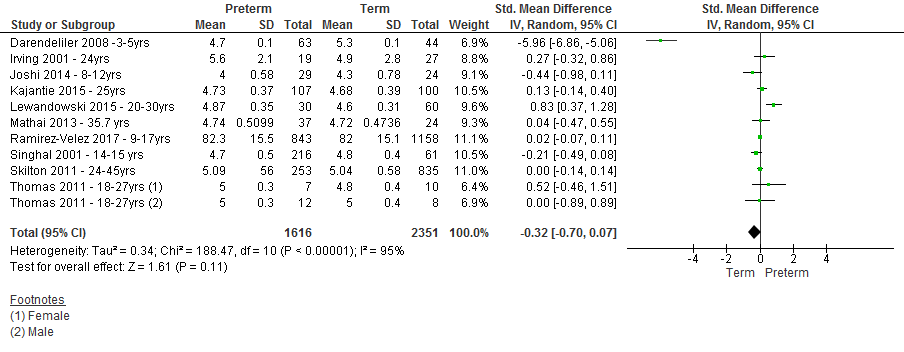 Preterm Term Std. Mean Difference Std. Mean Difference
Study or Subgroup Mean SD Total Mean SD Total Weight IV, Random, 95% CI IV, Random, 95% CI
Darendeliler 2008 -3-5yrs 4.7 0.1 63 5.3 0.1 44 6.9% -5.96 [-6.86, -5.06]
Irving 2001 - 24yrs 5.6 2.1 19 4.9 2.8 27 8.6% 0.27 [-0.32, 0.86]
Joshi 2014 - 8-12yrs 4 0.58 29 4.3 0.78 24 8.8% -0.44 [-0.98, 0.11]
Kajantie 2015 - 25yrs 4.73 0.37 107 4.68 0.39 100 10.1% 0.13 [-0.14, 0.40]
Lewandowski 2015 - 20-30yrs 4.87 0.35 30 4.6 0.31 60 9.2% 0.83 [0.37, 1.28]
Mathai 2013 - 35.7 yrs 4.74 0.5099 37 4.72 0.4736 24 9.0% 0.04 [-0.47, 0.55]
Ramirez-Velez 2017 - 9-17yrs 82.3 15.5 843 82 15.1 1158 10.4% 0.02 [-0.07, 0.11]
Singhal 2001 - 14-15 yrs 4.7 0.5 216 4.8 0.4 61 10.0% -0.21 [-0.49, 0.08]
Skilton 2011 - 24-45yrs 5.09 56 253 5.04 0.58 835 10.4% 0.00 [-0.14, 0.14]
Thomas 2011 - 18-27yrs (1) 5 0.3 7 4.8 0.4 10 7.4% 0.52 [-0.46, 1.51]
Thomas 2011 - 18-27yrs (2) 5 0.3 12 5 0.4 8 7.6% 0.00 [-0.89, 0.89]
Total (95% CI) 1616 2351 100.0% -0.32 [-0.70, 0.07]
Heterogeneity: Tau² = 0.34; Chi² = 188.47, df = 10 (P < 0.00001); I² = 95%
Test for overall effect: Z = 1.61 (P = 0.11)
-4 -2 0 2 4
Term Preterm
Footnotes
(1) Female
(2) Male